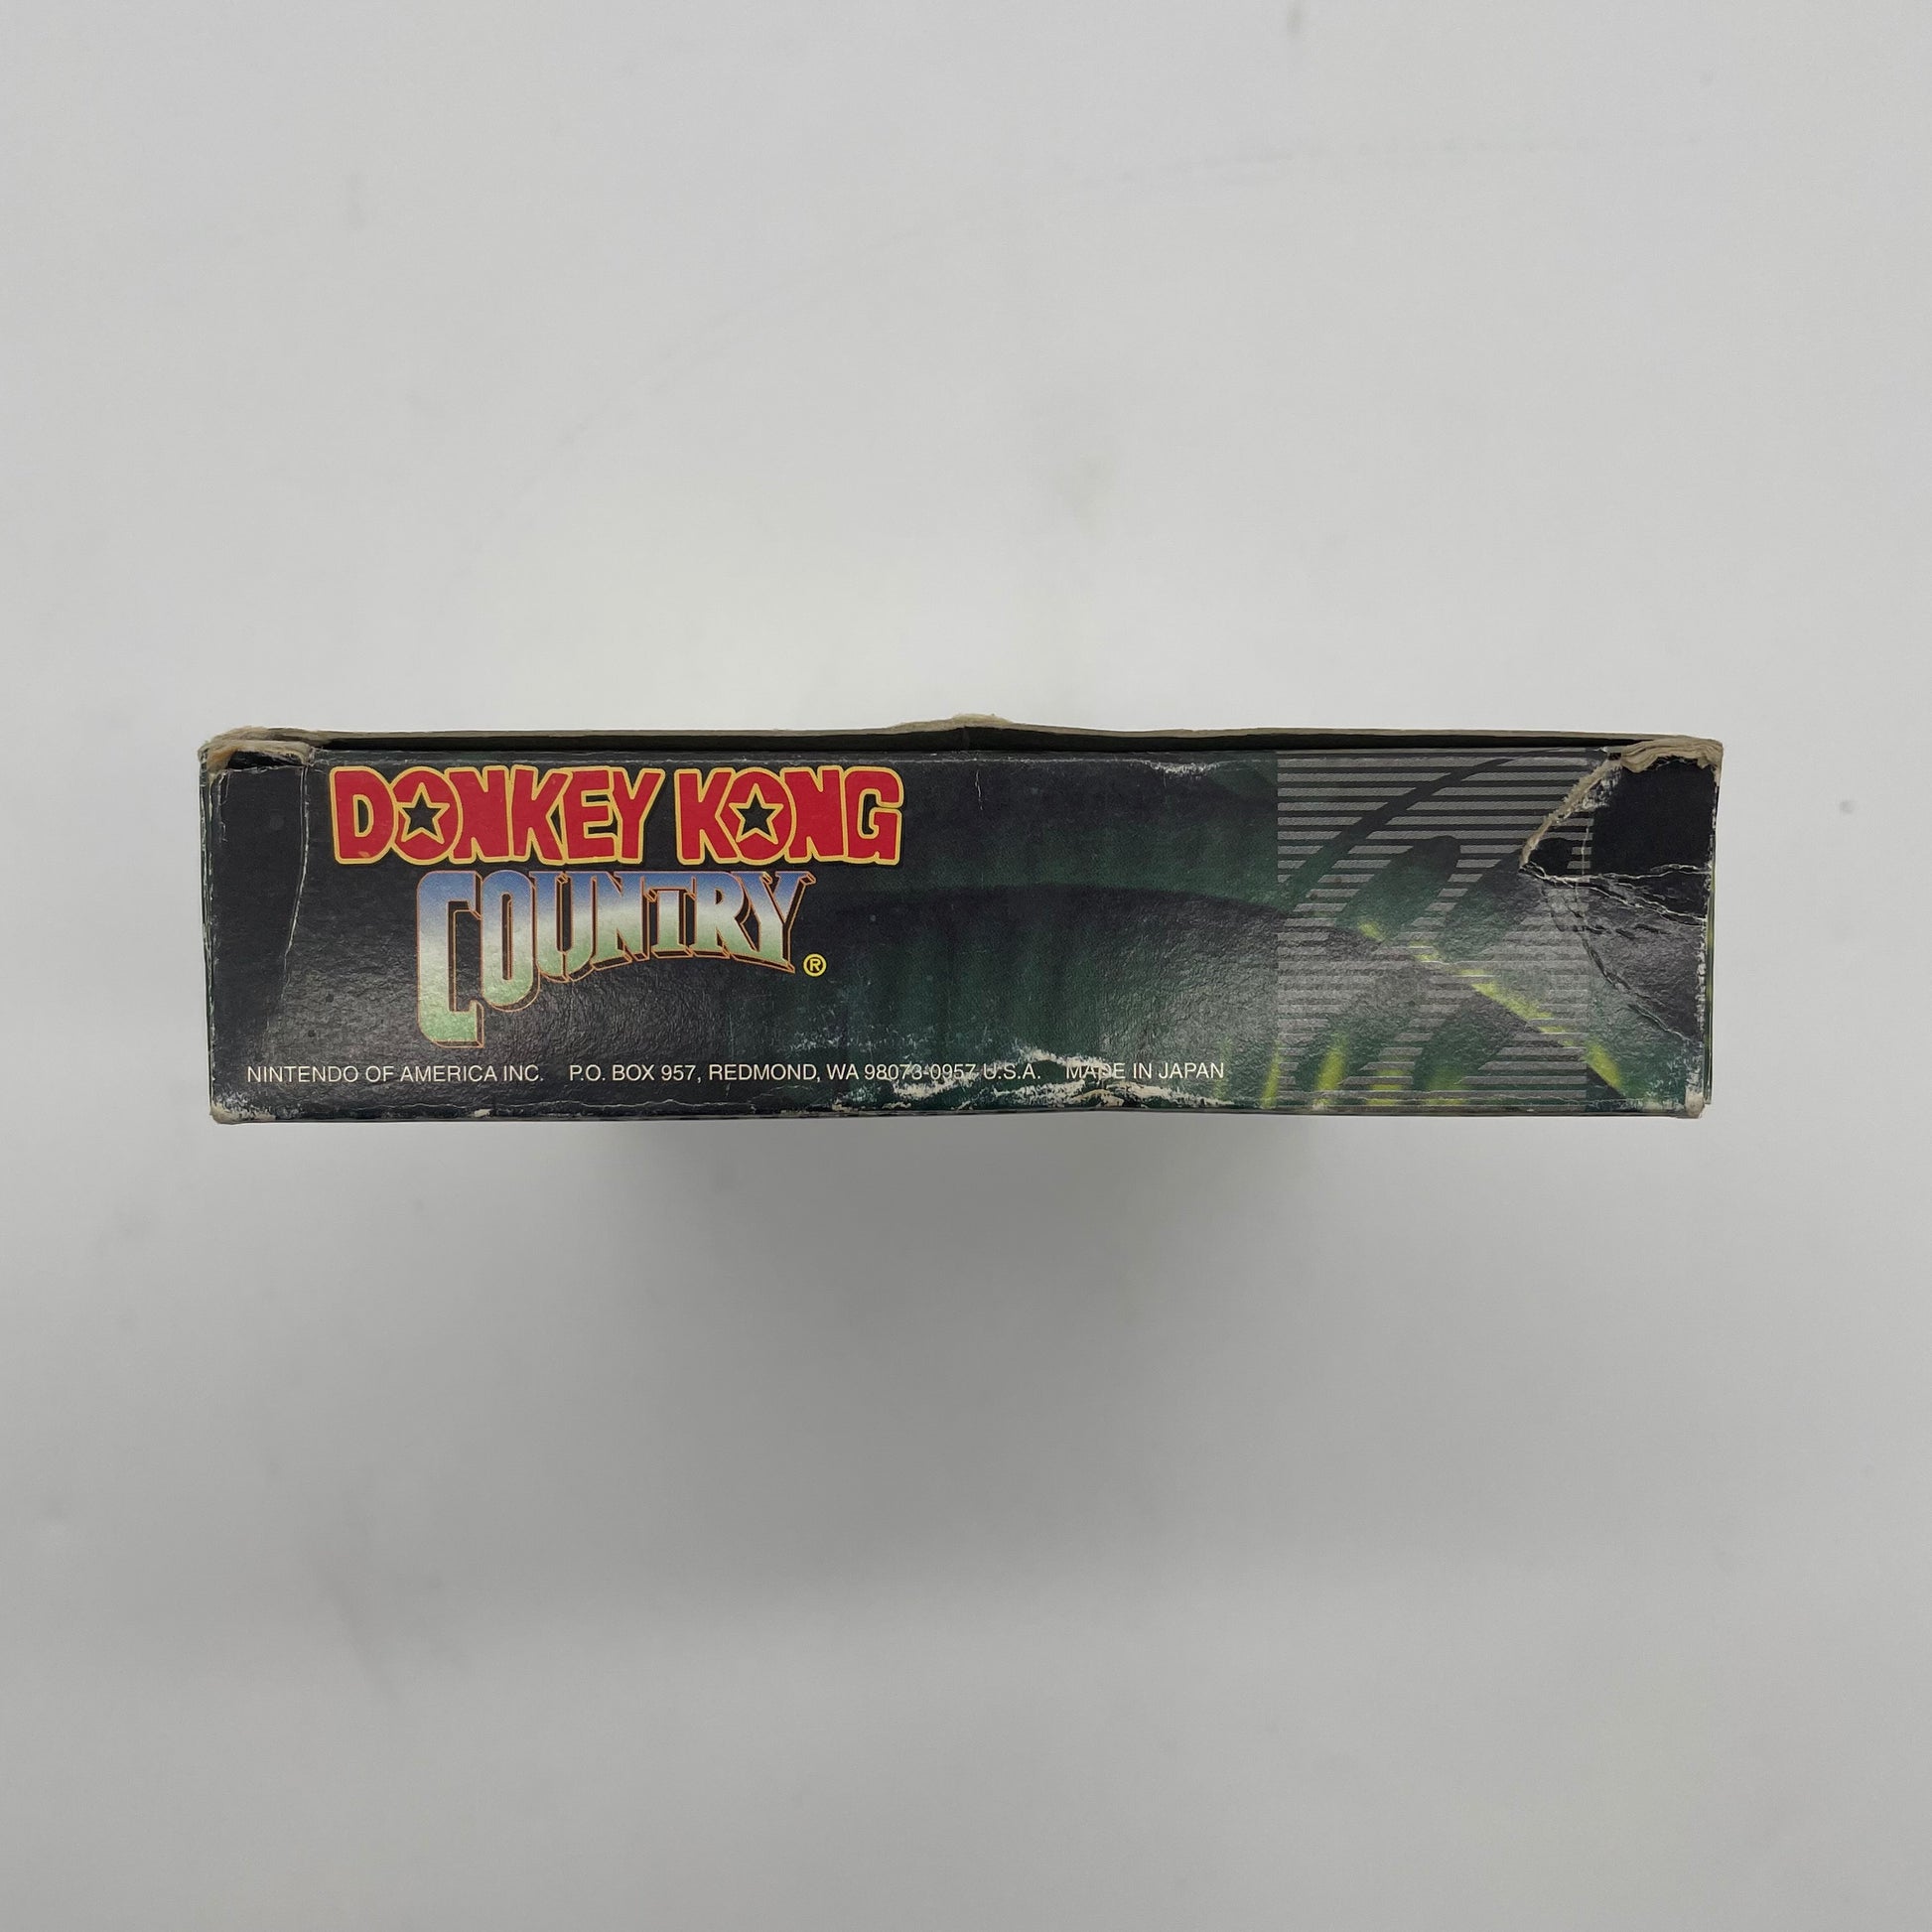 DONKEY KONG
COUNTRY®
NINTENDO OF AMERICA INC. P.O. BOX 957, REDMOND, WA 98073-0957 U.S.A. MADE IN JAPAN